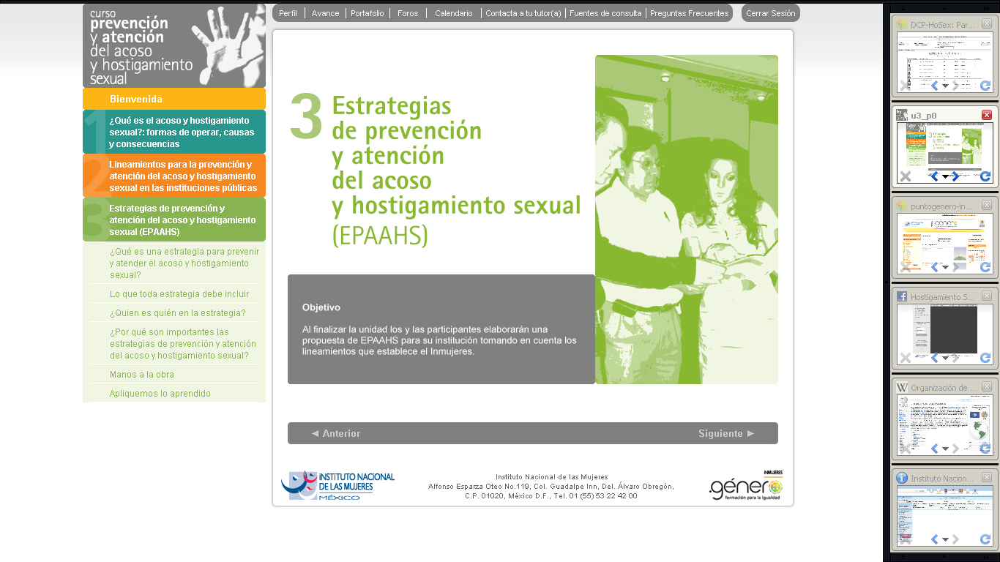 curso
prevención
y atención
del acoso
y hostigamiento
sexual
Perfil
Avance
Portafolio
Foros
Calendario
Contacta a tu tutor(a)
Fuentes de consulta
Preguntas Frecuentes
Cerrar Sesión
Bienvenida
1
¿Qué es el acoso y hostigamiento
sexual?: formas de operar, causas
y consecuencias
2
Lineamientos para la prevención y
atención del acoso y hostigamiento
sexual en las instituciones públicas
3
Estrategias de prevención y
atención del acoso y hostigamiento
sexual (EPAAHS)
¿Qué es una estrategia para prevenir
y atender el acoso y hostigamiento
sexual?
Lo que toda estrategia debe incluir
¿Quien es quién en la estrategia?
¿Por qué son importantes las
estrategias de prevención y atención
del acoso y hostigamiento sexual?
Manos a la obra
Apliquemos lo aprendido
3 Estrategias
de prevención
y atención
del acoso
y hostigamiento sexual
(EPAAHS)
Objetivo
Al finalizar la unidad los y las participantes elaborarán una
propuesta de EPAAHS para su institución tomando en cuenta los
lineamientos que establece el Inmujeres.
◄ Anterior
Siguiente ►
INSTITUTO NACIONAL
DE LAS MUJERES
MÉXICO
Instituto Nacional de las Mujeres
Alfonso Esparza Oteo No.119, Col. Guadalpe Inn, Del. Álvaro Obregón,
C.P. 01020, México D.F., Tel. 01 (55) 53 22 42 00
INMUJERES
.género
formación para la igualdad
DCP-HoSex: Par...
u3_p0
puntogenero-in...
Hostigamiento S...
Organización de ...
Instituto Nacion...